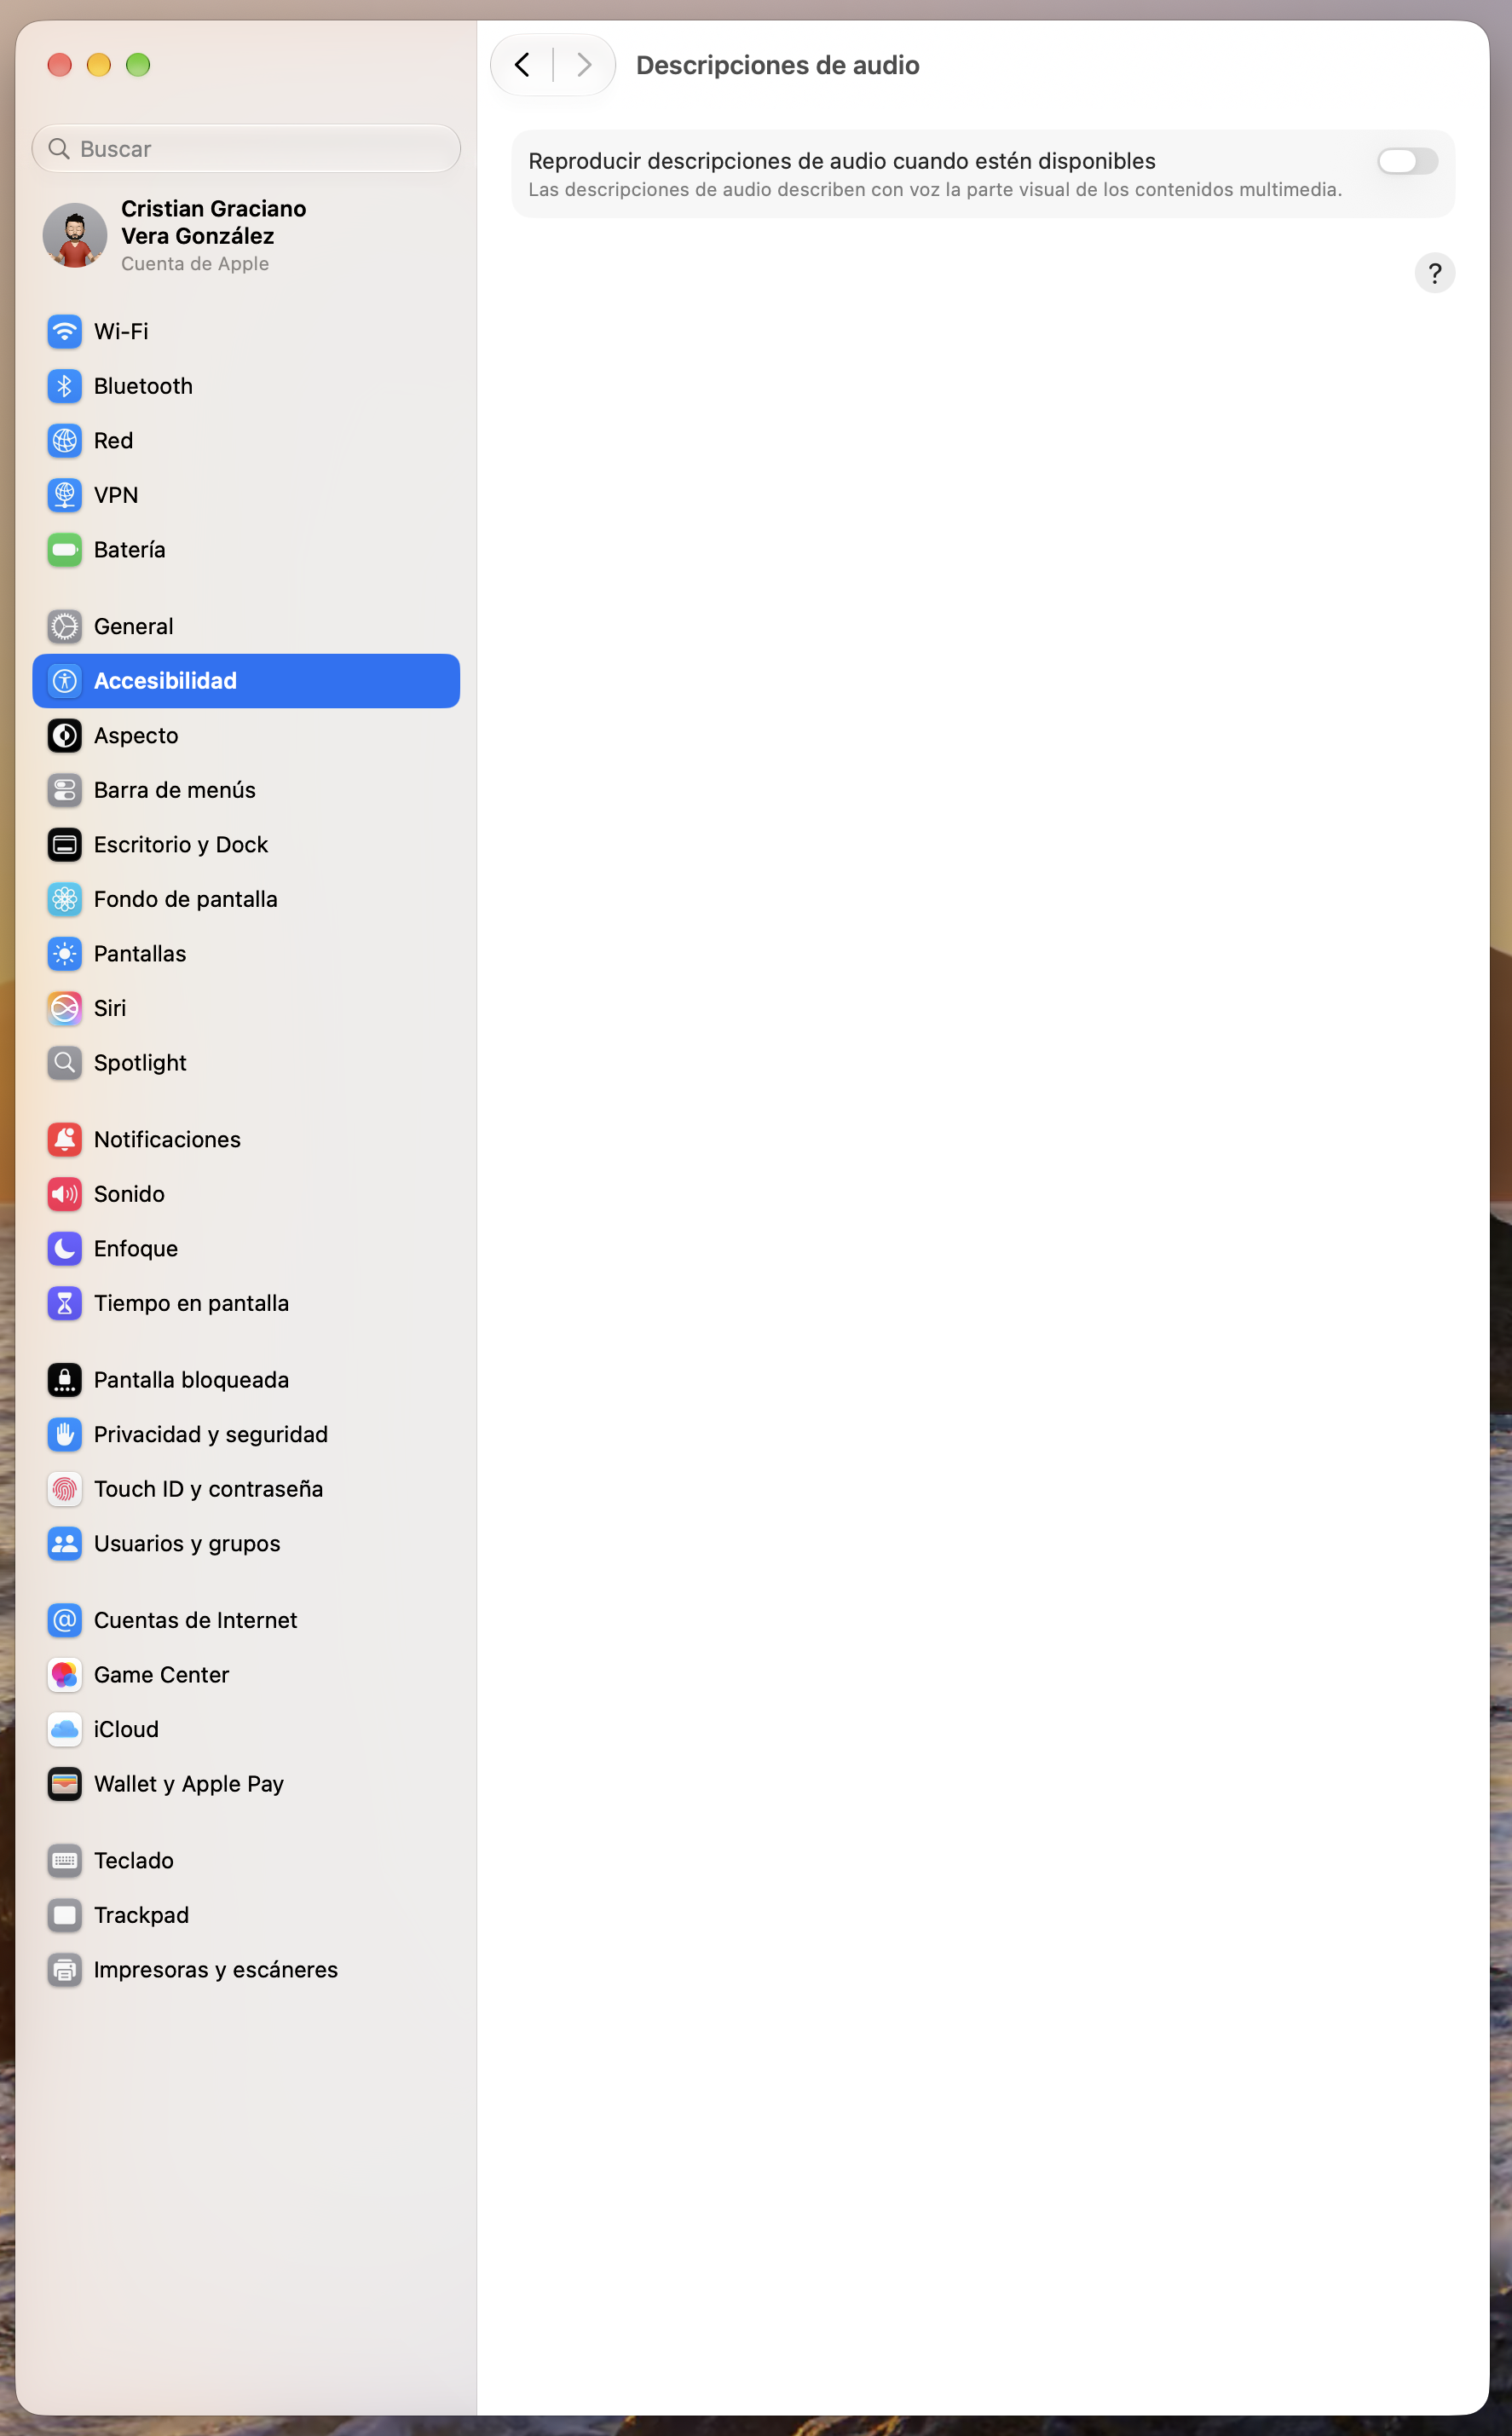 Descripciones de audio
Buscar
Cristian Graciano
Vera González
Cuenta de Apple
Wi-Fi
Bluetooth
Red
VPN
Batería
General
Accesibilidad
Aspecto
Barra de menús
Escritorio y Dock
Fondo de pantalla
Pantallas
Siri
Spotlight
Notificaciones
Sonido
Enfoque
Tiempo en pantalla
Pantalla bloqueada
Privacidad y seguridad
Touch ID y contraseña
Usuarios y grupos
Cuentas de Internet
Game Center
iCloud
Wallet y Apple Pay
Teclado
Trackpad
Impresoras y escáneres
Reproducir descripciones de audio cuando estén disponibles
Las descripciones de audio describen con voz la parte visual de los contenidos multimedia.
?